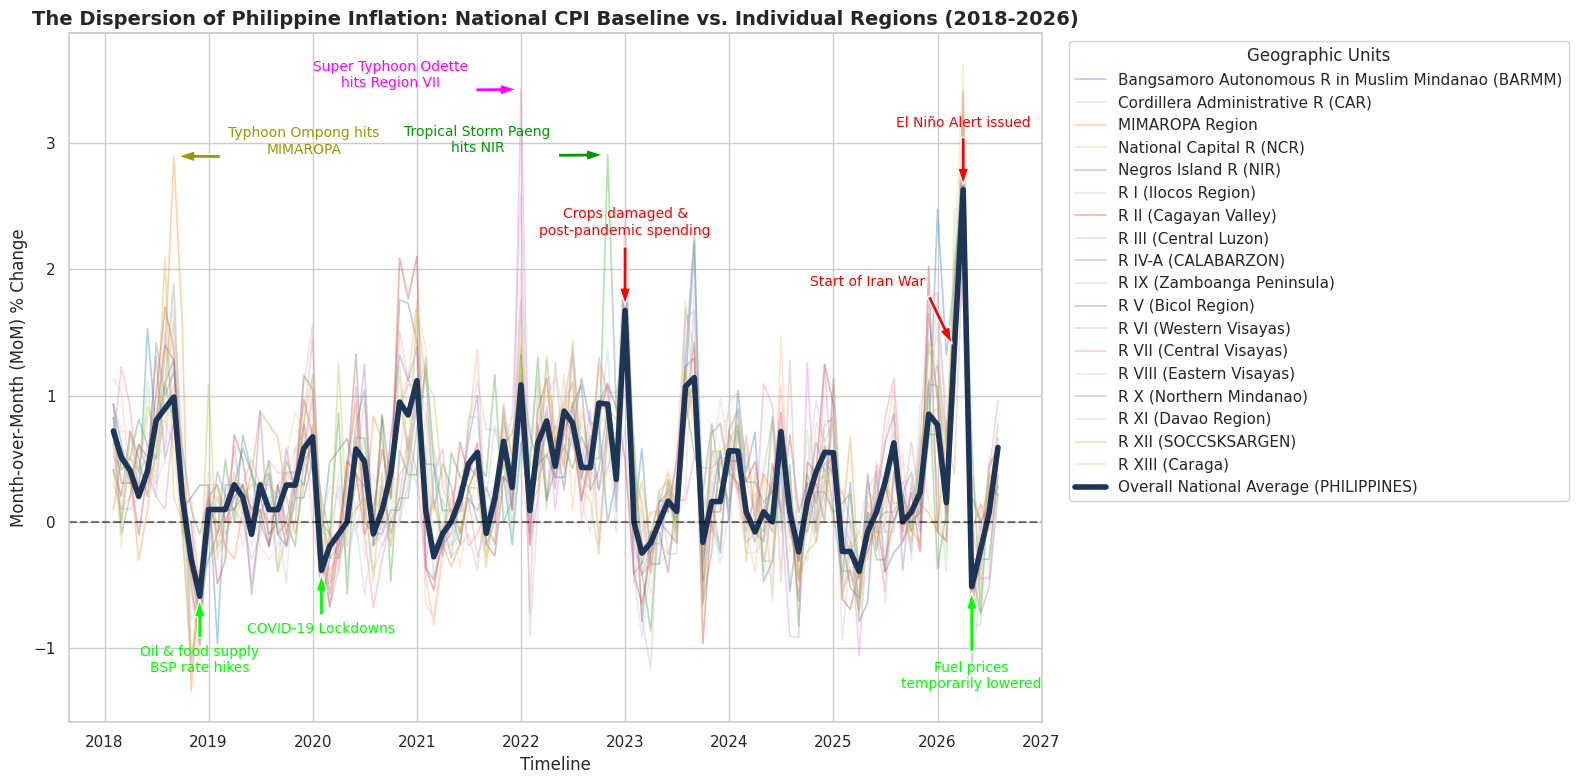 The Dispersion of Philippine Inflation: National CPI Baseline vs. Individual Regions (2018-2026)
Month-over-Month (MoM) % Change
3
2
1
0
−1
Super Typhoon Odette
hits Region VII
Typhoon Ompong hits
MIMAROPA
Tropical Storm Paeng
hits NIR
El Niño Alert issued
Crops damaged &
post-pandemic spending
Start of Iran War
COVID-19 Lockdowns
Oil & food supply
BSP rate hikes
Fuel prices
temporarily lowered
2018
2019
2020
2021
2022
2023
2024
2025
2026
2027
Timeline
Geographic Units
Bangsamoro Autonomous R in Muslim Mindanao (BARMM)
Cordillera Administrative R (CAR)
MIMAROPA Region
National Capital R (NCR)
Negros Island R (NIR)
R I (Ilocos Region)
R II (Cagayan Valley)
R III (Central Luzon)
R IV-A (CALABARZON)
R IX (Zamboanga Peninsula)
R V (Bicol Region)
R VI (Western Visayas)
R VII (Central Visayas)
R VIII (Eastern Visayas)
R X (Northern Mindanao)
R XI (Davao Region)
R XII (SOCCSKSARGEN)
R XIII (Caraga)
Overall National Average (PHILIPPINES)